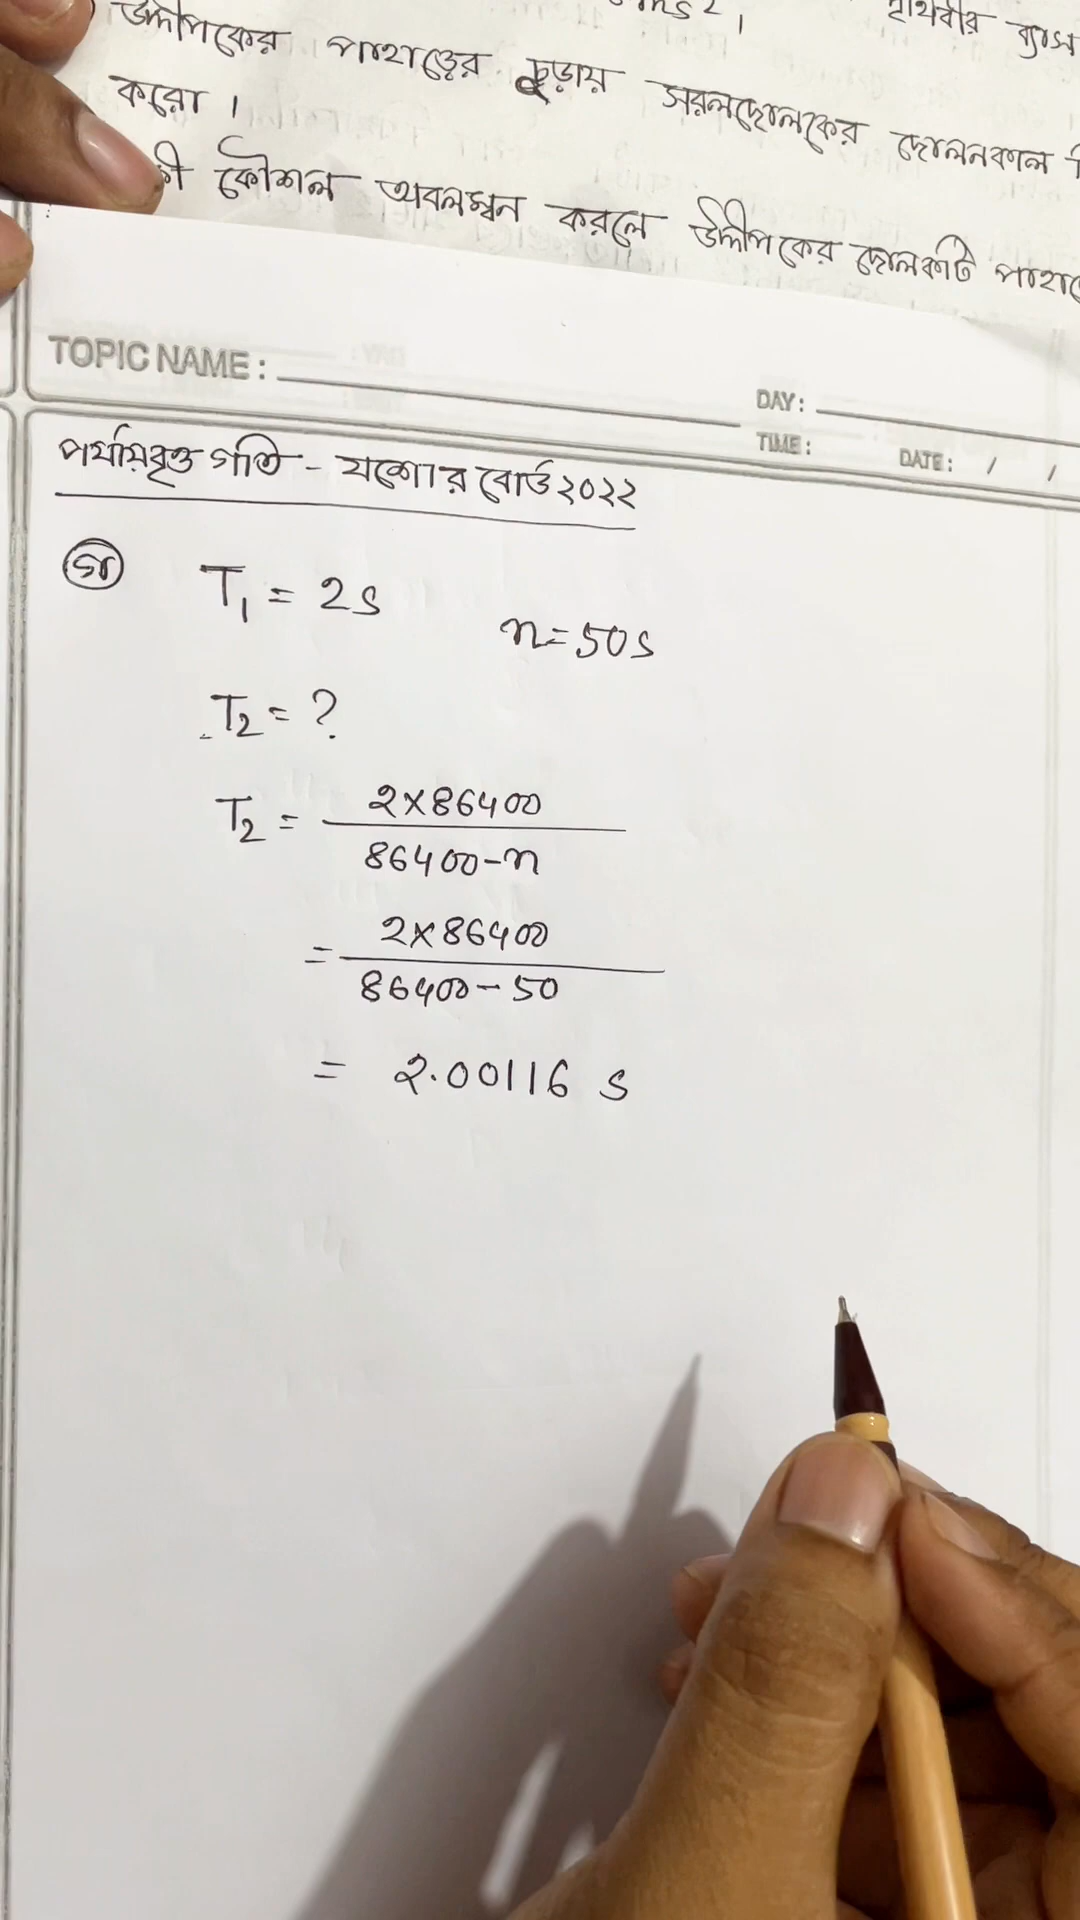 ms². পৃথিবীর ব্যাস
উদ্দীপকের পাহাড়ের চূড়ায় সরলদোলকের দোলনকাল
করো।
কী কৌশল অবলম্বন করলে উদ্দীপকের দোলকটি
TOPIC NAME :
DAY :
TIME :
DATE : / /
পর্যায়বৃত্ত গতি - যশোর বোর্ড ২০২২
গ
T₁ = 2s
n = 50s
T₂ = ?
T₂ = 2×86400 / 86400-n
= 2×86400 / 86400-50
= 2.00116 s